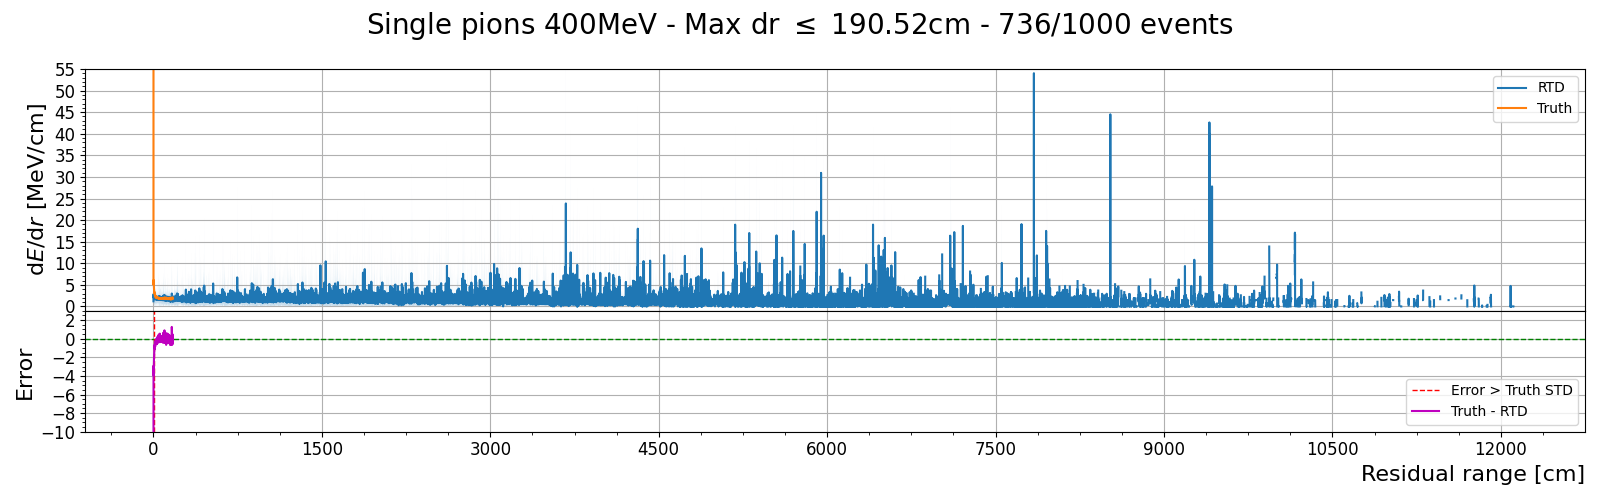 Single pions 400MeV - Max dr ≤ 190.52cm - 736/1000 events
55
50
45
40
35
30
25
20
15
10
5
0
dE/dr [MeV/cm]
RTD
Truth
2
0
−2
−4
−6
−8
−10
Error
Error > Truth STD
Truth - RTD
0 1500 3000 4500 6000 7500 9000 10500 12000
Residual range [cm]